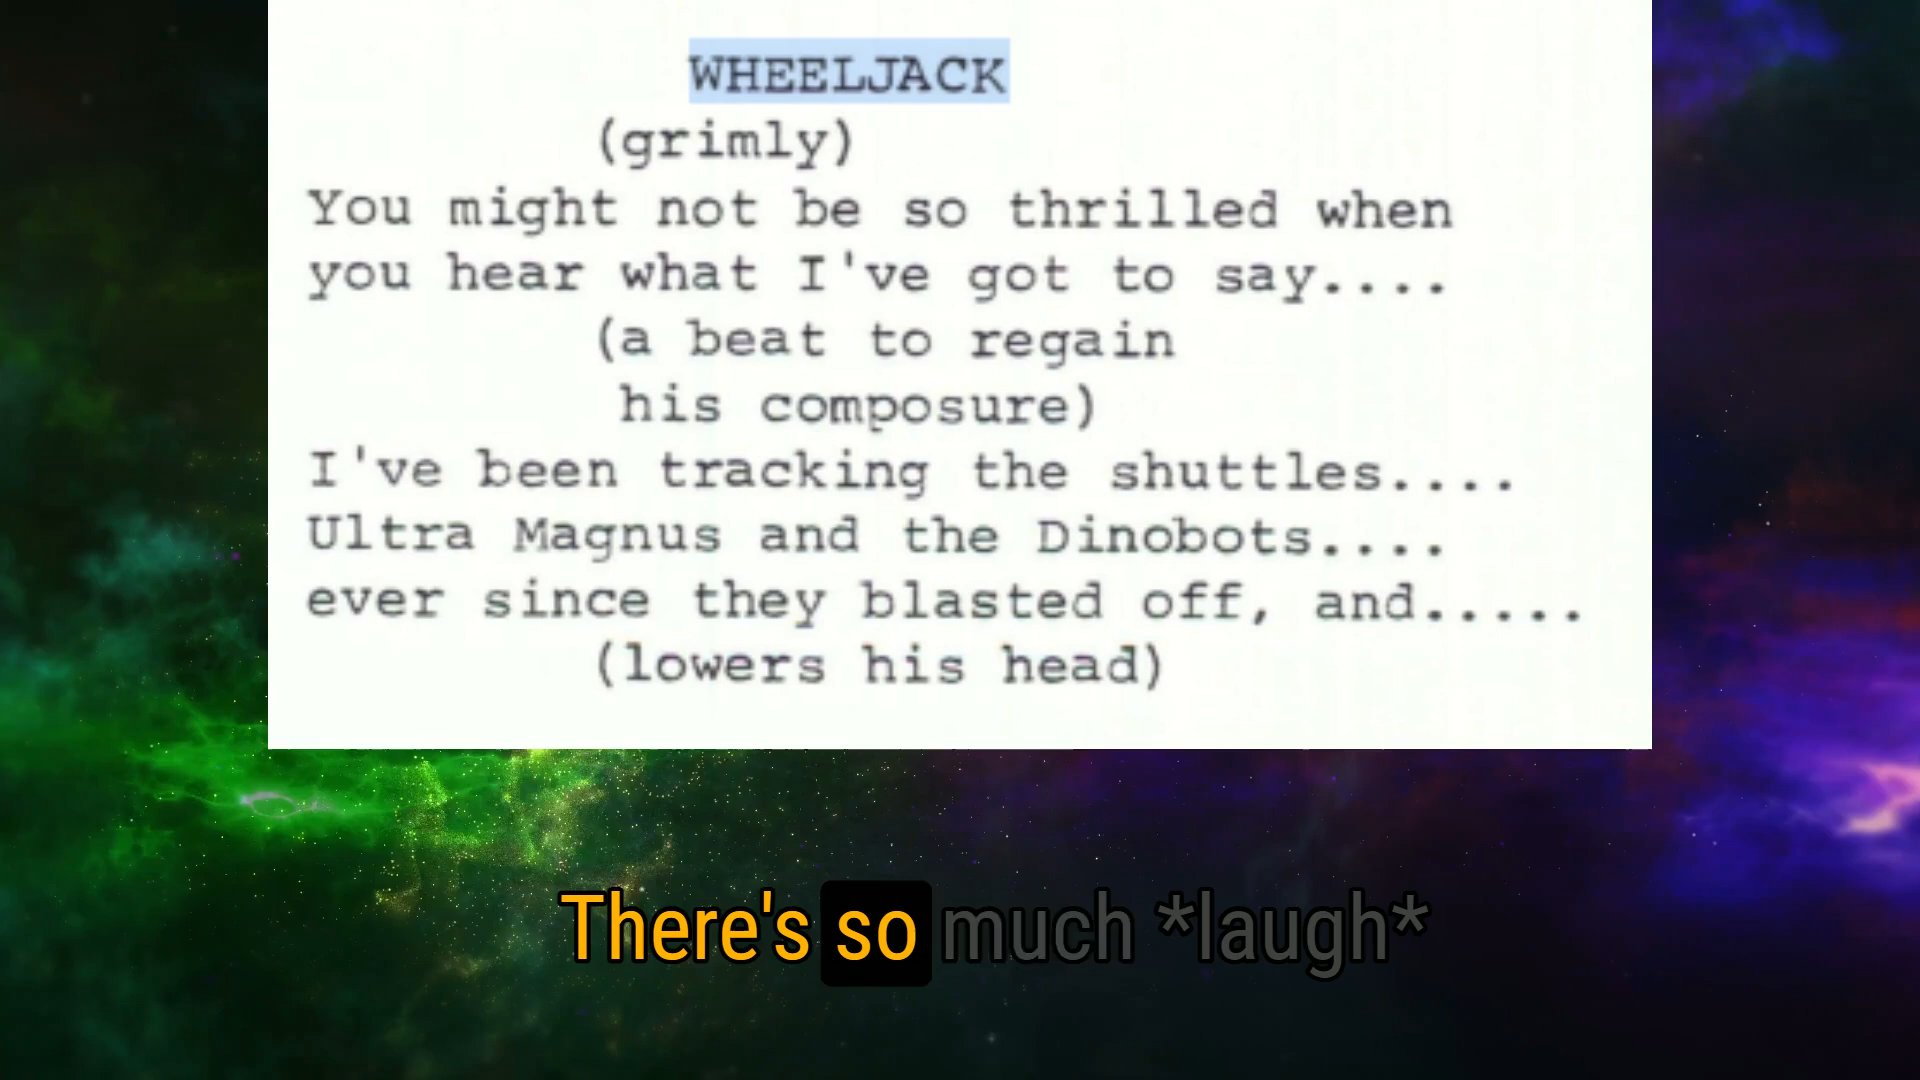 WHEELJACK
(grimly)
You might not be so thrilled when
you hear what I've got to say....
(a beat to regain
his composure)
I've been tracking the shuttles....
Ultra Magnus and the Dinobots....
ever since they blasted off, and.....
(lowers his head)
There's so much *laugh*